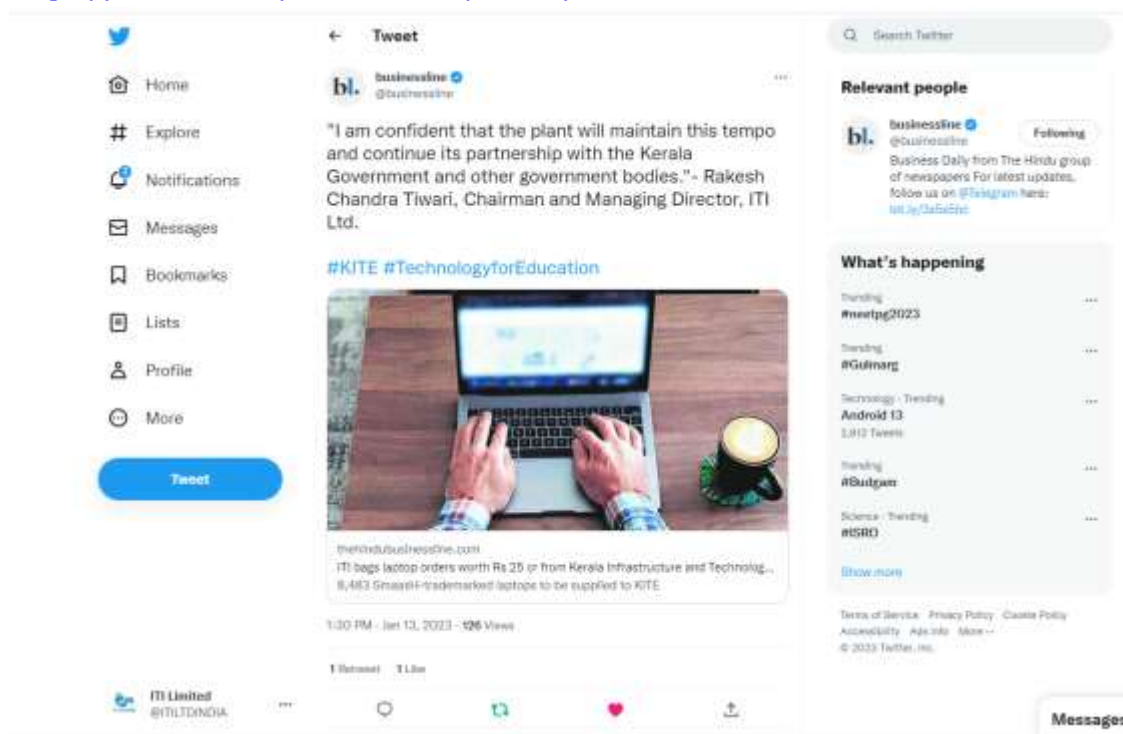 Home
Explore
Notifications
Messages
Bookmarks
Lists
Profile
More
Tweet
ITI Limited
@ITILTDINDIA
Tweet
bl.
businessline
@businessline
"I am confident that the plant will maintain this tempo
and continue its partnership with the Kerala
Government and other government bodies."- Rakesh
Chandra Tiwari, Chairman and Managing Director, ITI
Ltd.
#KITE #TechnologyforEducation
thehindubusinessline.com
ITI bags laptop orders worth Rs 25 cr from Kerala Infrastructure and Technolog...
8,483 SmaasH-trademarked laptops to be supplied to KITE
1:30 PM · Jan 13, 2023 · 126 Views
1 Retweet 1 Like
Search Twitter
Relevant people
bl.
businessline
@businessline
Following
Business Daily from The Hindu group
of newspapers For latest updates,
follow us on @Telegram here:
What's happening
Trending
#neetpg2023
Trending
#Gulmarg
Technology · Trending
Android 13
Tweets
Trending
#Budgam
Science · Trending
#ISRO
Show more
Terms of Service Privacy Policy Cookie Policy
Accessibility Ads info More ...
© 2023 Twitter, Inc.
Messages